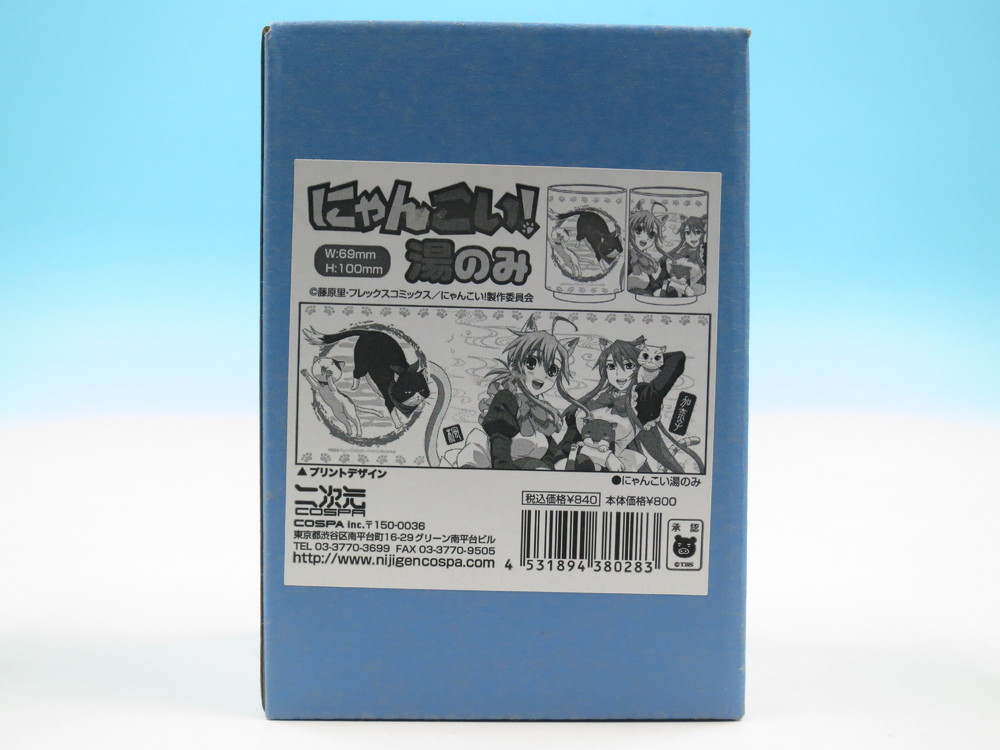 にゃんこい!
湯のみ
W:69mm
H:100mm
©藤原里・フレックスコミックス/にゃんこい!製作委員会
楓
加奈子
▲プリントデザイン
●にゃんこい湯のみ
二次元
COSPA
税込価格¥840 本体価格¥800
COSPA inc.〒150-0036
東京都渋谷区南平台町16-29グリーン南平台ビル
TEL 03-3770-3699 FAX 03-3770-9505
http://www.nijigencospa.com
4 531894 380283
承認
©TBS